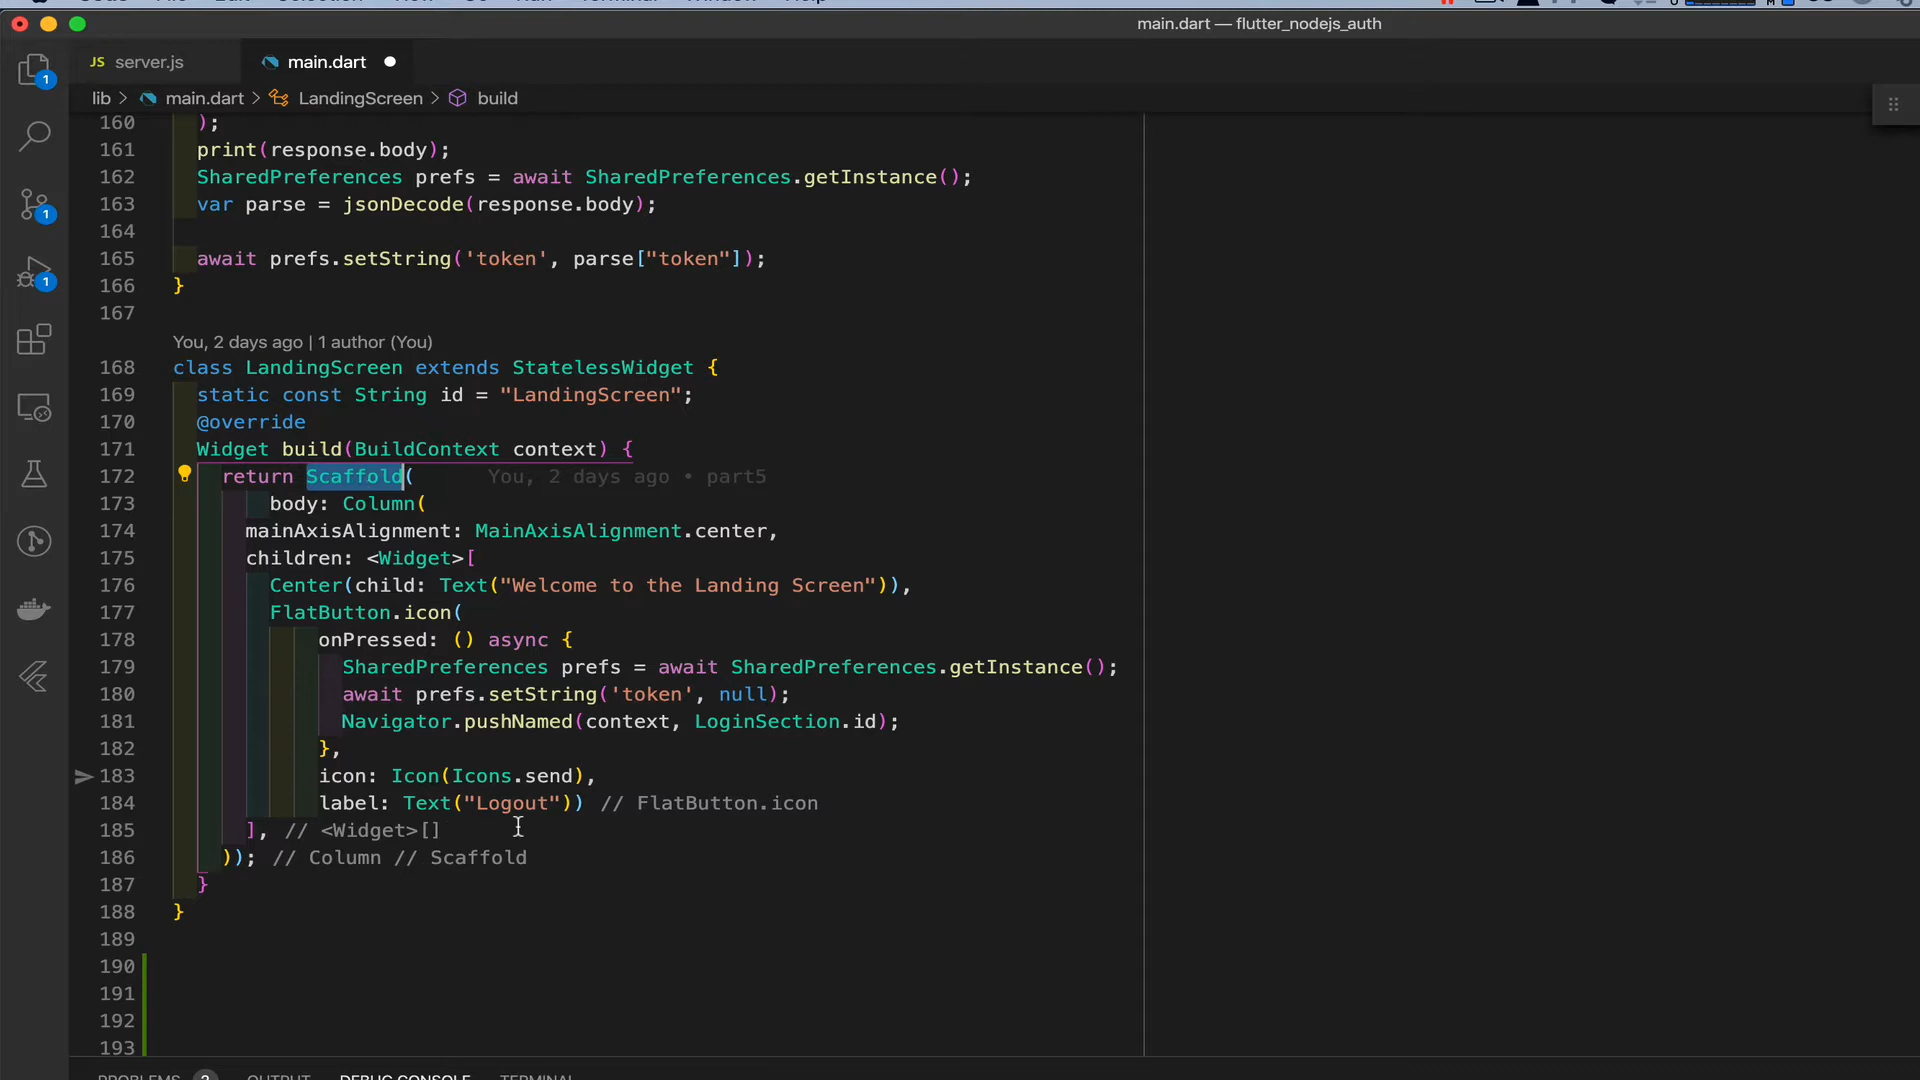 main.dart — flutter_nodejs_auth
JS server.js
main.dart
lib > main.dart > LandingScreen > build
160 );
161 print(response.body);
162 SharedPreferences prefs = await SharedPreferences.getInstance();
163 var parse = jsonDecode(response.body);
164
165 await prefs.setString('token', parse["token"]);
166 }
167
You, 2 days ago | 1 author (You)
168 class LandingScreen extends StatelessWidget {
169 static const String id = "LandingScreen";
170 @override
171 Widget build(BuildContext context) {
172 return Scaffold( You, 2 days ago • part5
173 body: Column(
174 mainAxisAlignment: MainAxisAlignment.center,
175 children: <Widget>[
176 Center(child: Text("Welcome to the Landing Screen")),
177 FlatButton.icon(
178 onPressed: () async {
179 SharedPreferences prefs = await SharedPreferences.getInstance();
180 await prefs.setString('token', null);
181 Navigator.pushNamed(context, LoginSection.id);
182 },
183 icon: Icon(Icons.send),
184 label: Text("Logout")) // FlatButton.icon
185 ], // <Widget>[]
186 )); // Column // Scaffold
187 }
188 }
189
190
191
192
193
1
1
1
PROBLEMS 2 OUTPUT DEBUG CONSOLE TERMINAL